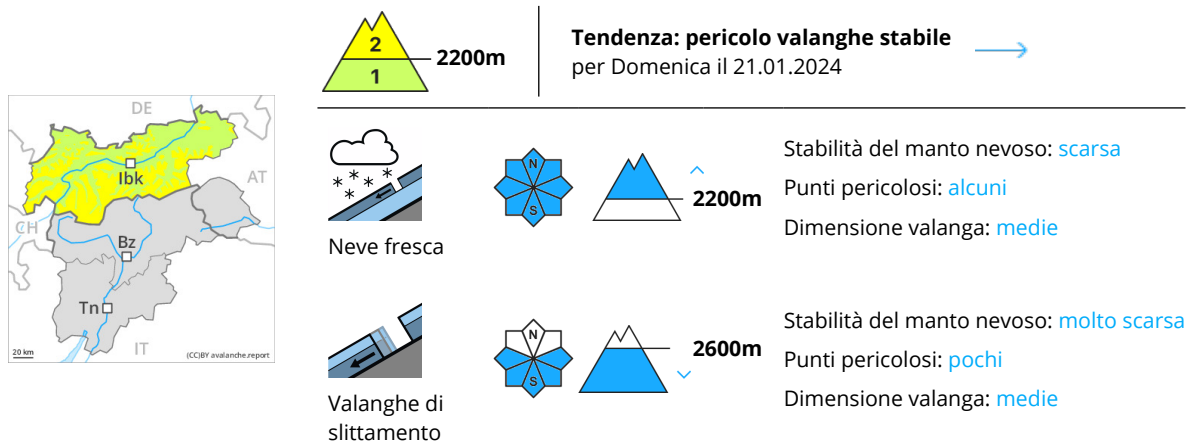 2
1
2200m
Tendenza: pericolo valanghe stabile
per Domenica il 21.01.2024
DE
Ibk
AT
CH
Bz
Tn
IT
20 km
(CC)BY avalanche.report
Neve fresca
N
S
2200m
Stabilità del manto nevoso: scarsa
Punti pericolosi: alcuni
Dimensione valanga: medie
Valanghe di
slittamento
N
S
2600m
Stabilità del manto nevoso: molto scarsa
Punti pericolosi: pochi
Dimensione valanga: medie